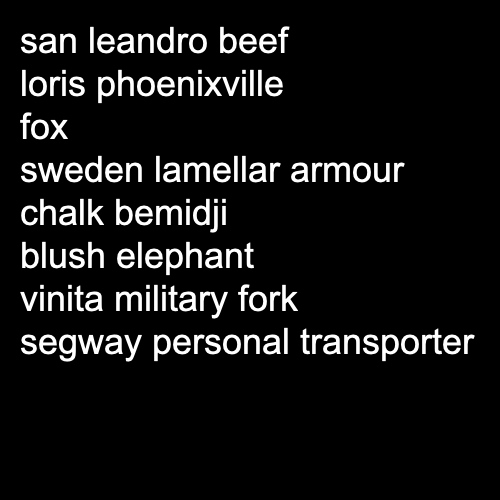 san leandro beef
loris phoenixville
fox
sweden lamellar armour
chalk bemidji
blush elephant
vinita military fork
segway personal transporter